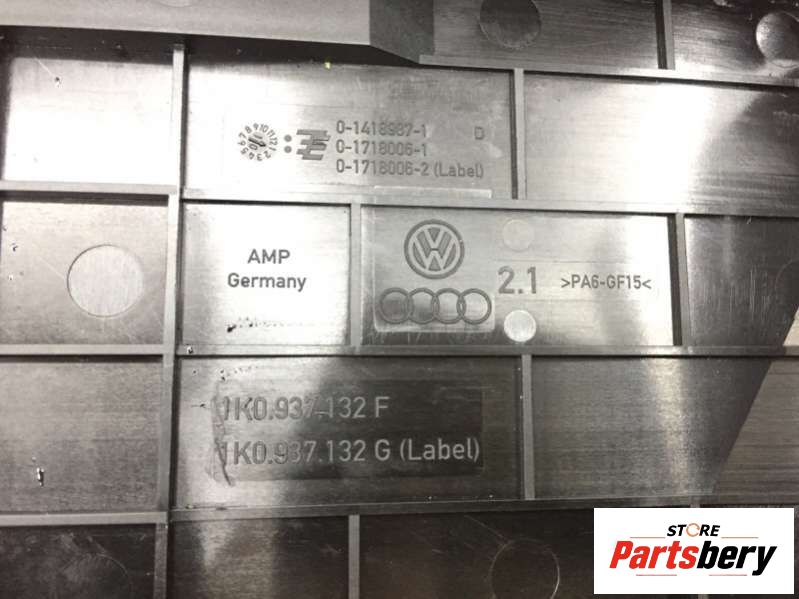 0-1418987-1 D
0-1718006-1
0-1718006-2 (Label)
AMP
Germany
2.1 >PA6-GF15<
1K0.937.132 F
1K0.937.132 G (Label)
STORE
Partsbery